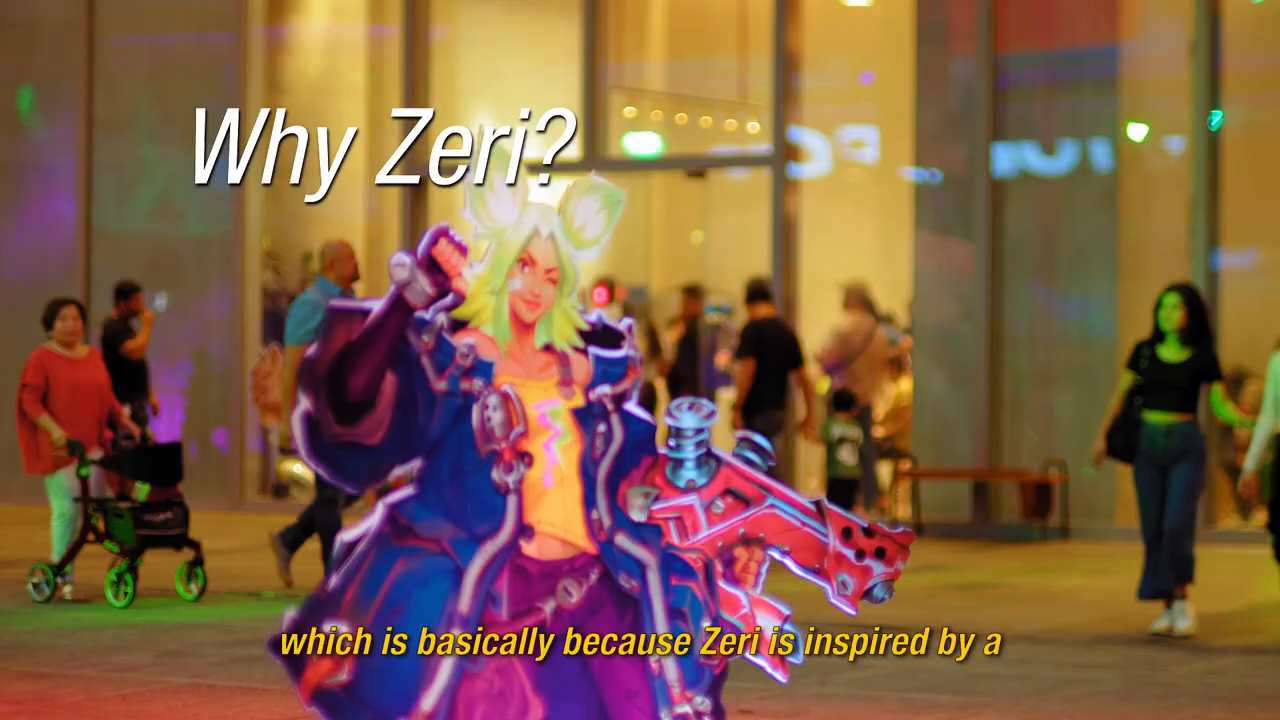 Why Zeri?
which is basically because Zeri is inspired by a